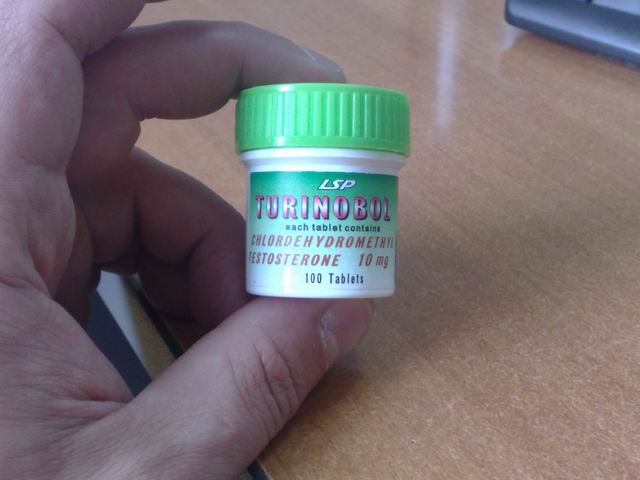 LSP
TURINOBOL
each tablet contains
CHLORDEHYDROMETHYL
TESTOSTERONE 10 mg
100 Tablets